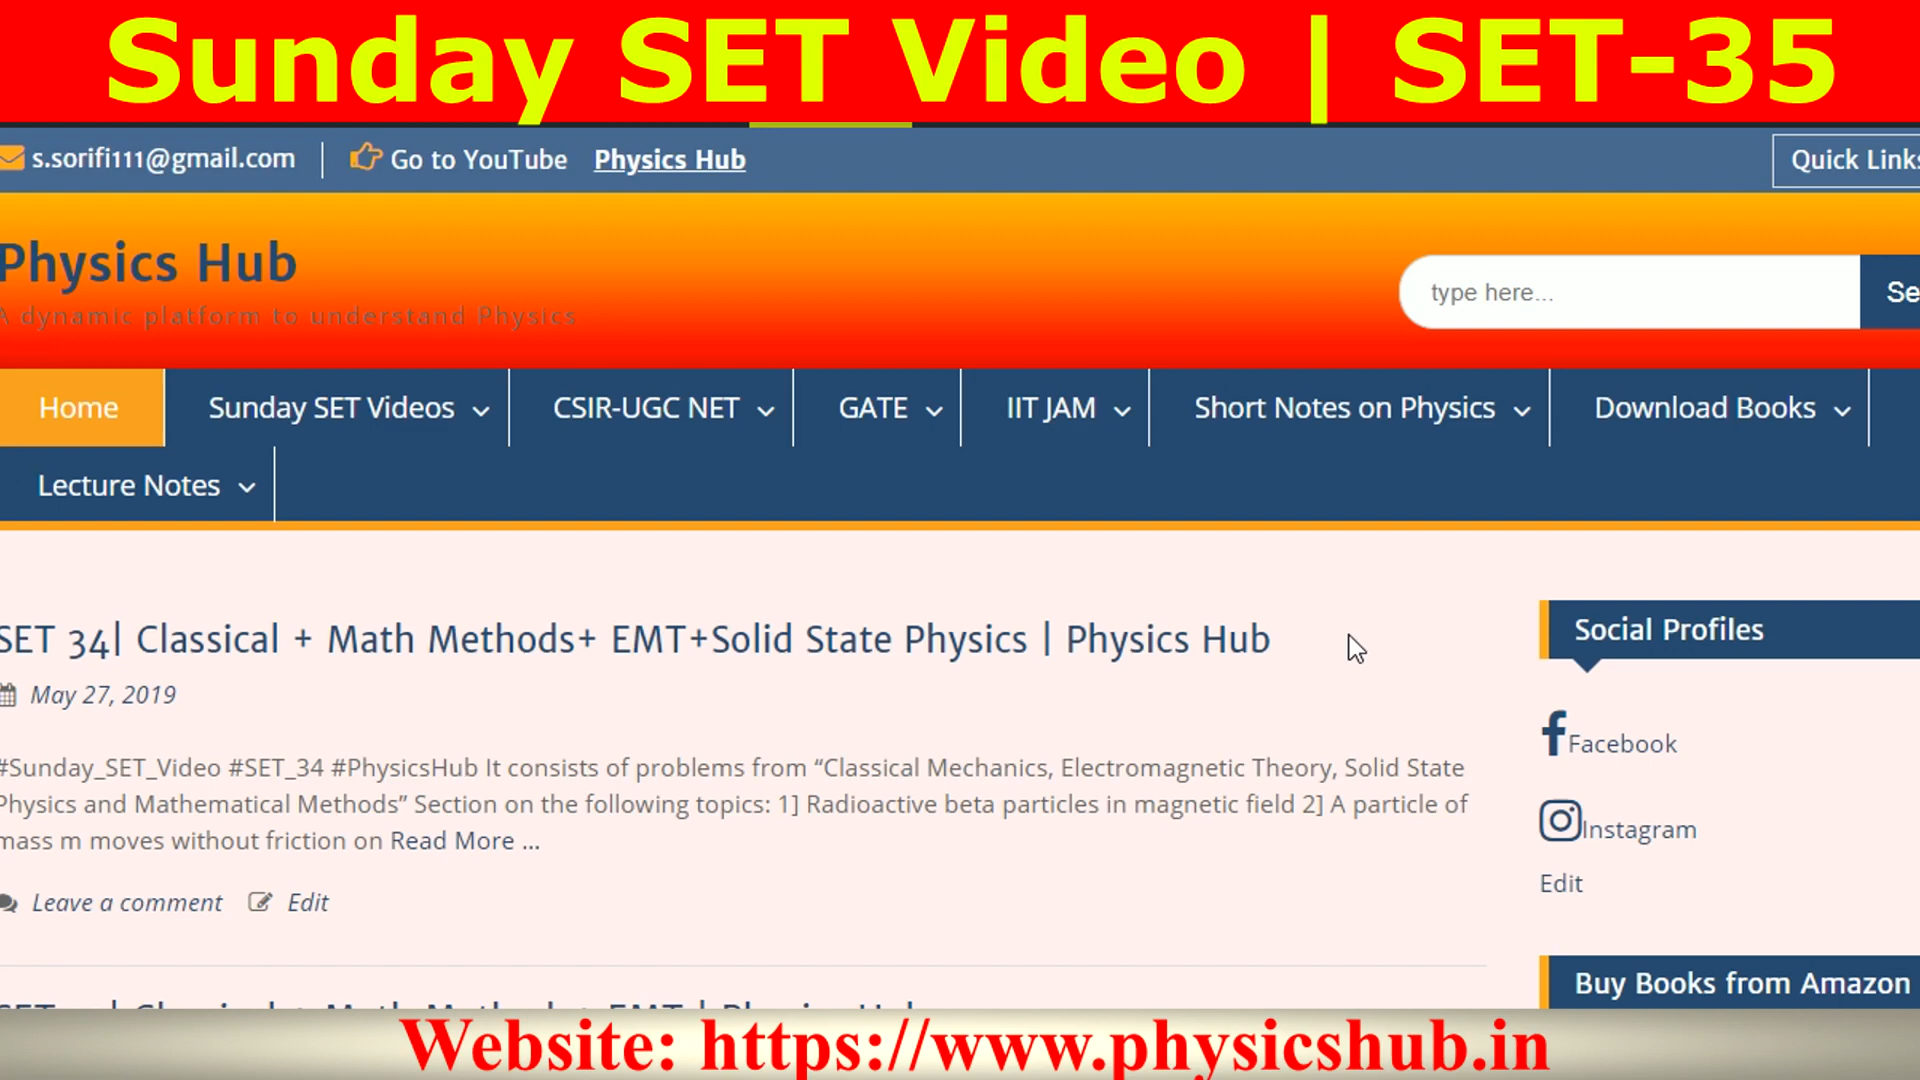 Sunday SET Video | SET-35
s.sorifi111@gmail.com
Go to YouTube Physics Hub
Quick Links
Physics Hub
A dynamic platform to understand Physics
type here...
Se
Home
Sunday SET Videos
CSIR-UGC NET
GATE
IIT JAM
Short Notes on Physics
Download Books
Lecture Notes
SET 34| Classical + Math Methods+ EMT+Solid State Physics | Physics Hub
May 27, 2019
#Sunday_SET_Video #SET_34 #PhysicsHub It consists of problems from “Classical Mechanics, Electromagnetic Theory, Solid State
Physics and Mathematical Methods” Section on the following topics: 1] Radioactive beta particles in magnetic field 2] A particle of
mass m moves without friction on Read More ...
Leave a comment Edit
Social Profiles
Facebook
Instagram
Edit
Buy Books from Amazon
Website: https://www.physicshub.in